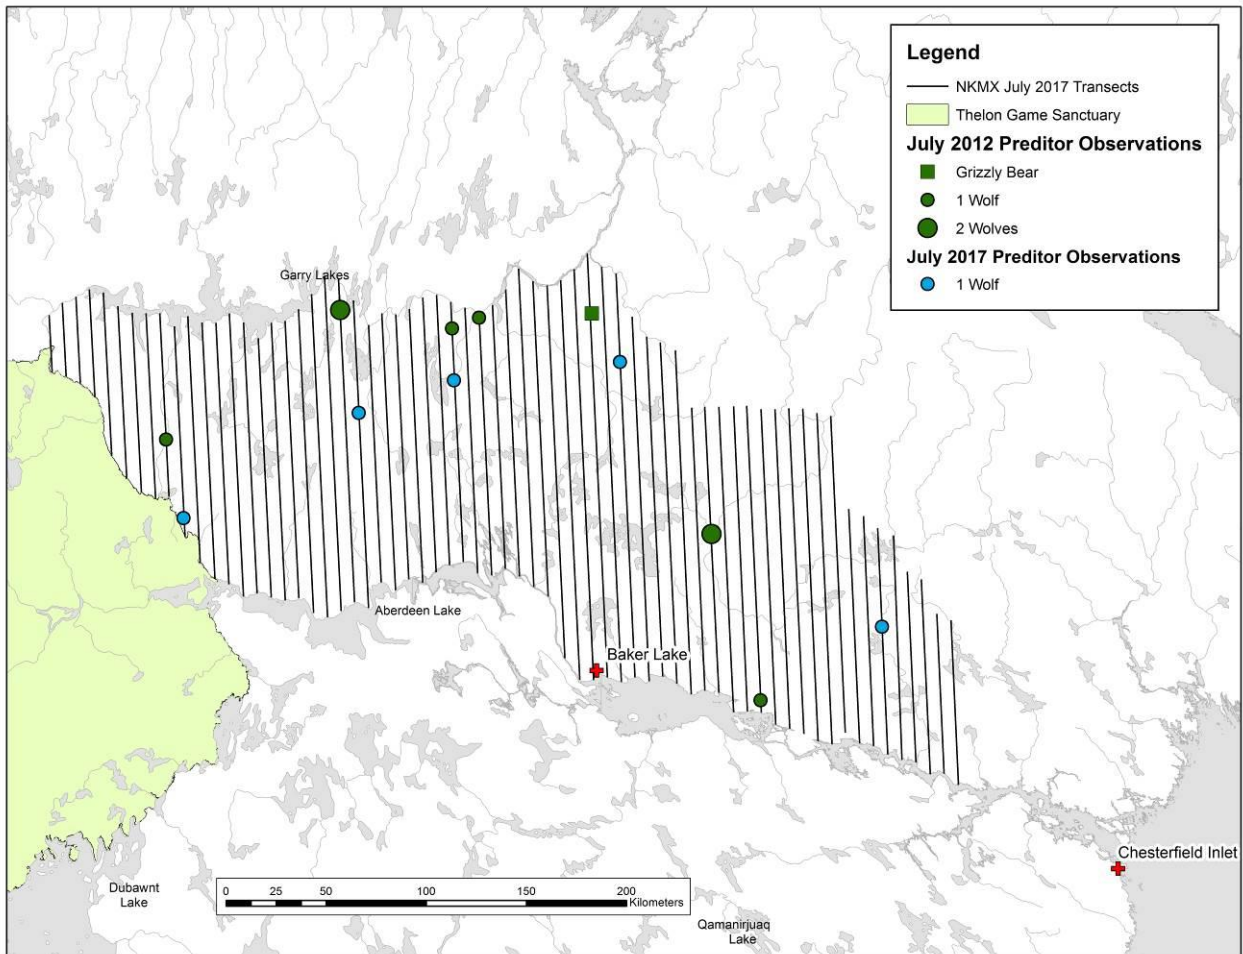 Legend
NKMX July 2017 Transects
Thelon Game Sanctuary
July 2012 Preditor Observations
Grizzly Bear
1 Wolf
2 Wolves
July 2017 Preditor Observations
1 Wolf
Garry Lakes
Aberdeen Lake
Baker Lake
Chesterfield Inlet
Dubawnt
Lake
0 25 50 100 150 200
Kilometers
Qamanirjuaq
Lake